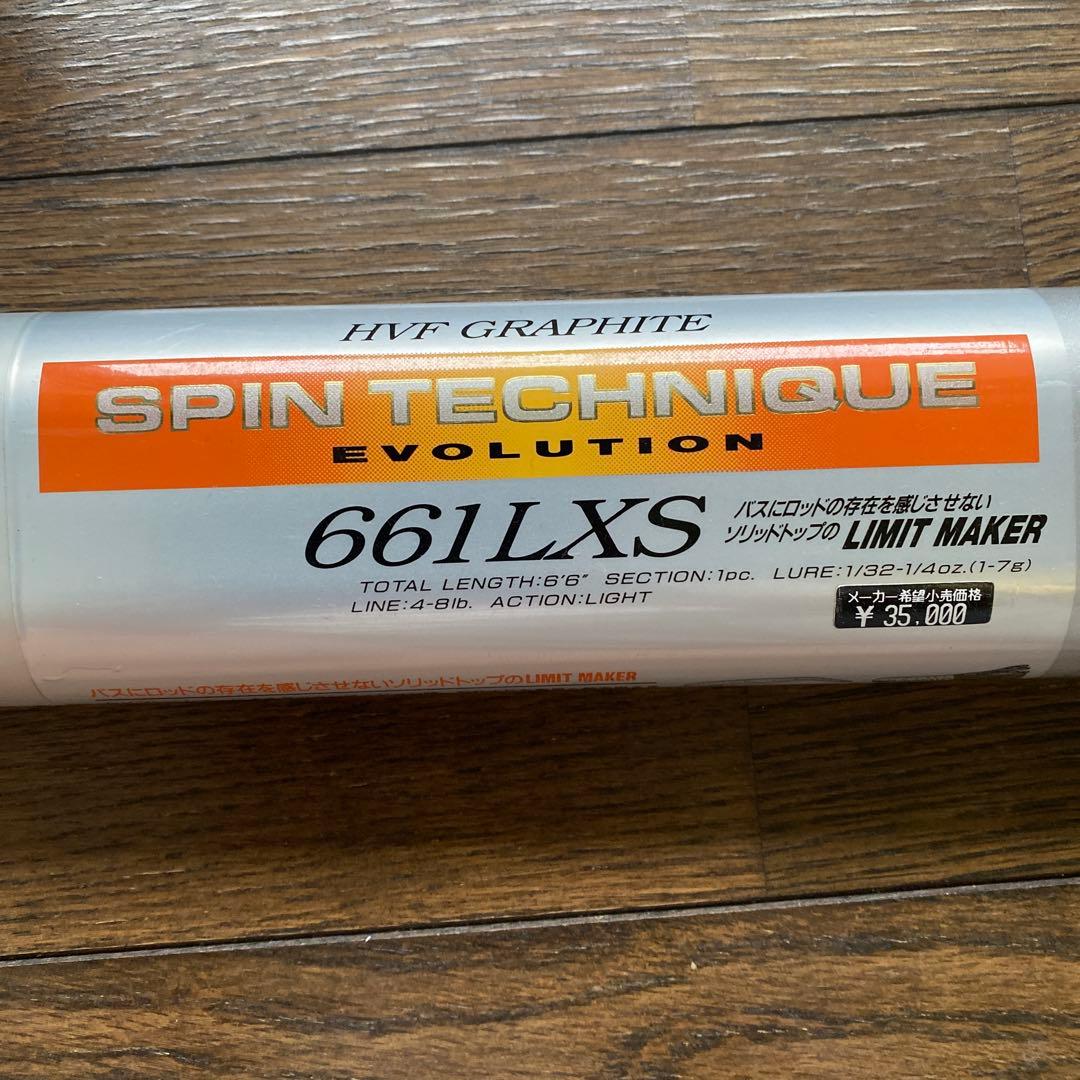 HVF GRAPHITE
SPIN TECHNIQUE
EVOLUTION
661LXS
バスにロッドの存在を感じさせない
ソリッドトップの LIMIT MAKER
TOTAL LENGTH:6'6" SECTION:1pc. LURE:1/32-1/4oz.(1-7g)
LINE:4-8lb. ACTION:LIGHT
メーカー希望小売価格
¥ 35,000
バスにロッドの存在を感じさせないソリッドトップのLIMIT MAKER